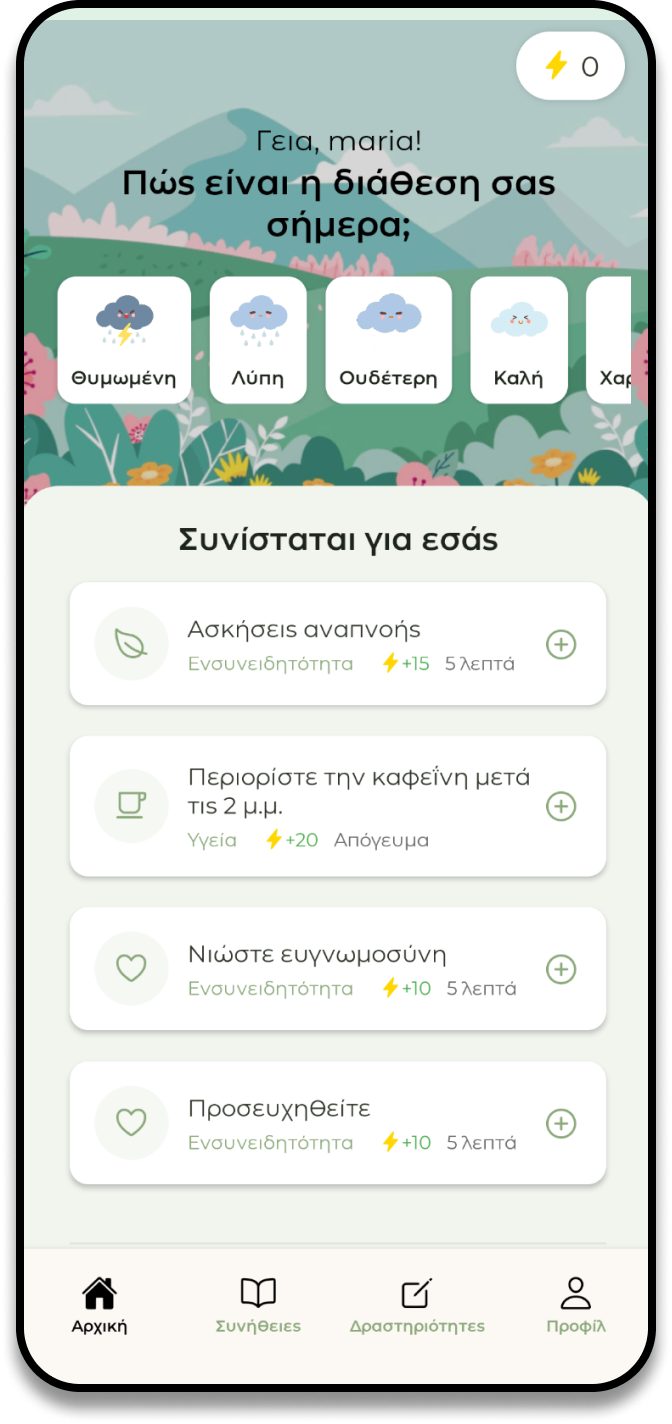 0
Γεια, maria!
Πώς είναι η διάθεση σας
σήμερα;
Θυμωμένη
Λύπη
Ουδέτερη
Καλή
Χαρ
Συνίσταται για εσάς
Ασκήσεις αναπνοής
Ενσυνειδητότητα +15 5 λεπτά
Περιορίστε την καφεΐνη μετά
τις 2 μ.μ.
Υγεία +20 Απόγευμα
Νιώστε ευγνωμοσύνη
Ενσυνειδητότητα +10 5 λεπτά
Προσευχηθείτε
Ενσυνειδητότητα +10 5 λεπτά
Αρχική
Συνήθειες
Δραστηριότητες
Προφίλ